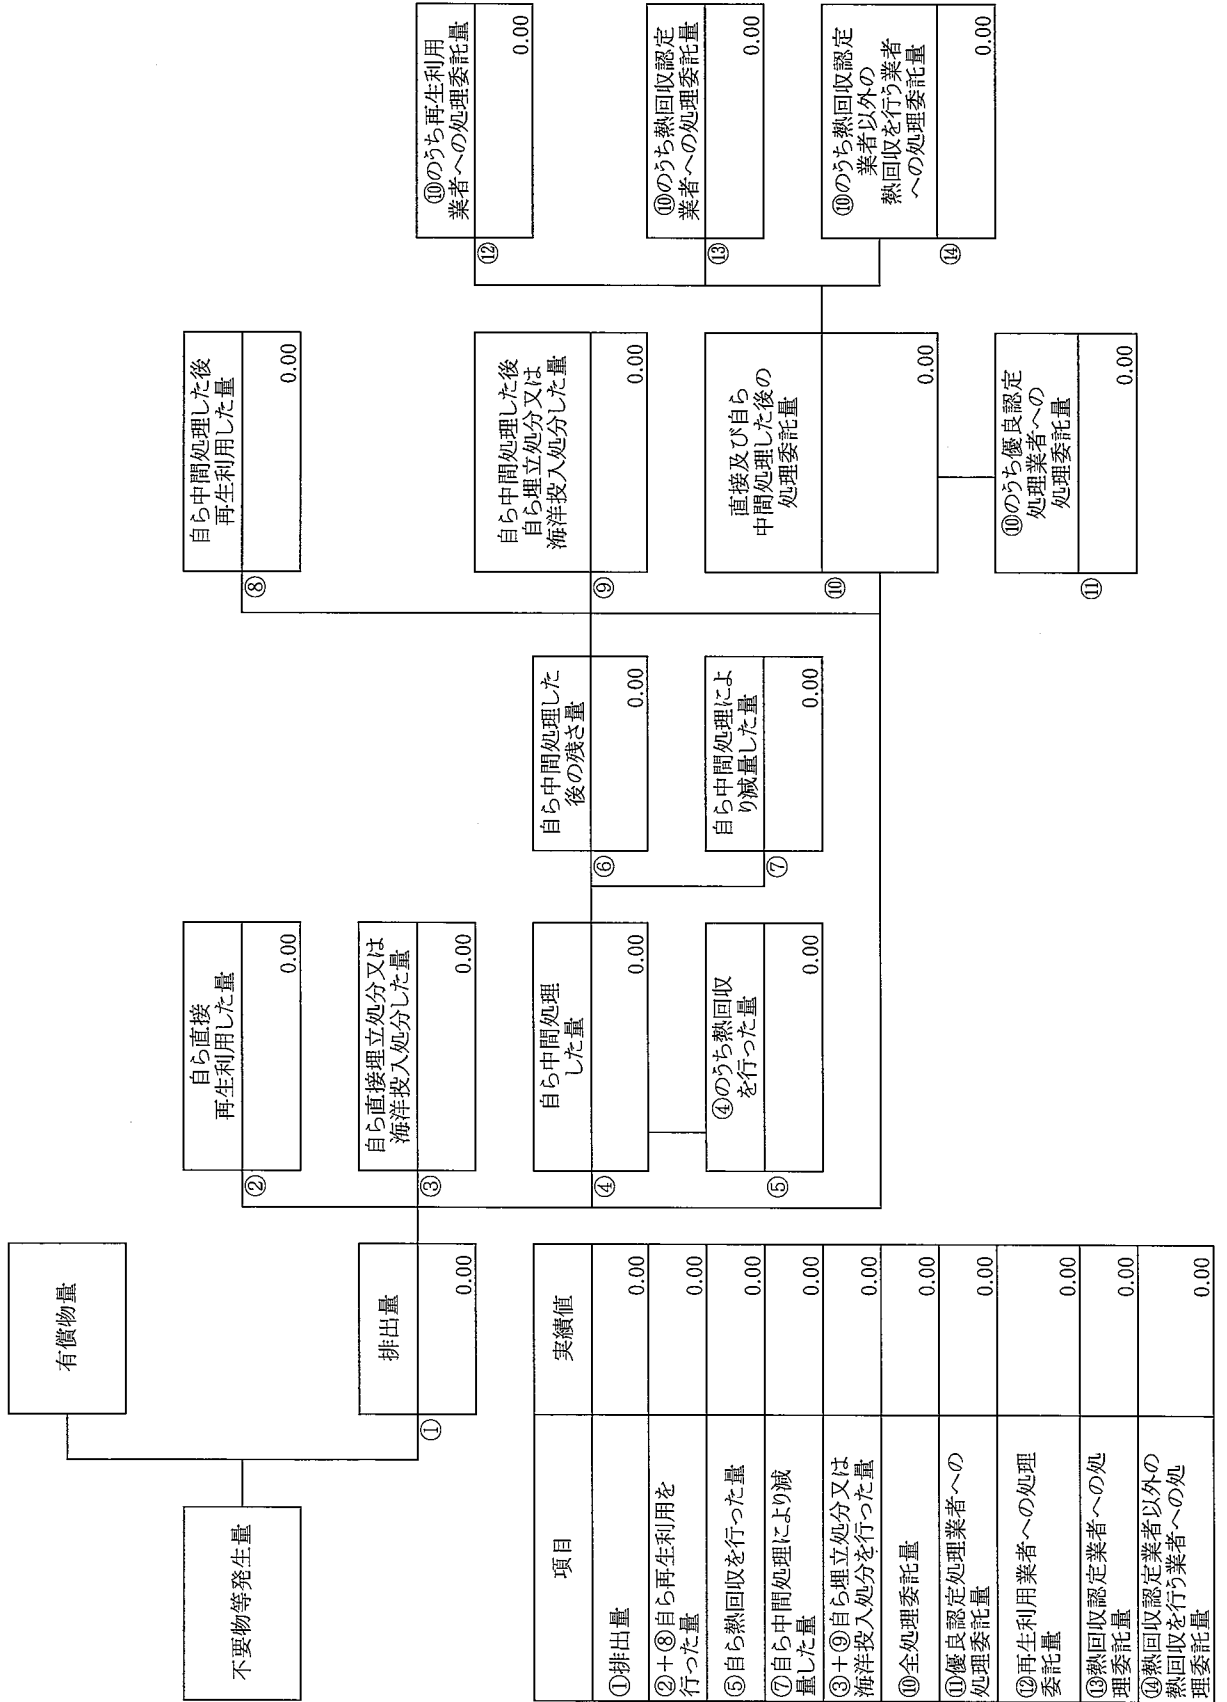 不要物等発生量
有償物量
①
排出量
0.00
②
自ら直接
再生利用した量
0.00
③
自ら直接埋立処分又は
海洋投入処分した量
0.00
④
自ら中間処理
した量
0.00
⑤
④のうち熱回収
を行った量
0.00
⑥
自ら中間処理した
後の残さ量
0.00
⑦
自ら中間処理によ
り減量した量
0.00
⑧
自ら中間処理した後
再生利用した量
0.00
⑨
自ら中間処理した後
自ら埋立処分又は
海洋投入処分した量
0.00
⑩
直接及び自ら
中間処理した後の
処理委託量
0.00
⑪
⑩のうち優良認定
処理業者への
処理委託量
0.00
⑫
⑩のうち再生利用
業者への処理委託量
0.00
⑬
⑩のうち熱回収認定
業者への処理委託量
0.00
⑭
⑩のうち熱回収認定
業者以外の
熱回収を行う業者
への処理委託量
0.00
項目 実績値
①排出量 0.00
②+⑧自ら再生利用を
行った量 0.00
⑤自ら熱回収を行った量 0.00
⑦自ら中間処理により減
量した量 0.00
③+⑨自ら埋立処分又は
海洋投入処分を行った量 0.00
⑩全処理委託量 0.00
⑪優良認定処理業者への
処理委託量 0.00
⑫再生利用業者への処理
委託量 0.00
⑬熱回収認定業者への処
理委託量 0.00
⑭熱回収認定業者以外の
熱回収を行う業者への処
理委託量 0.00